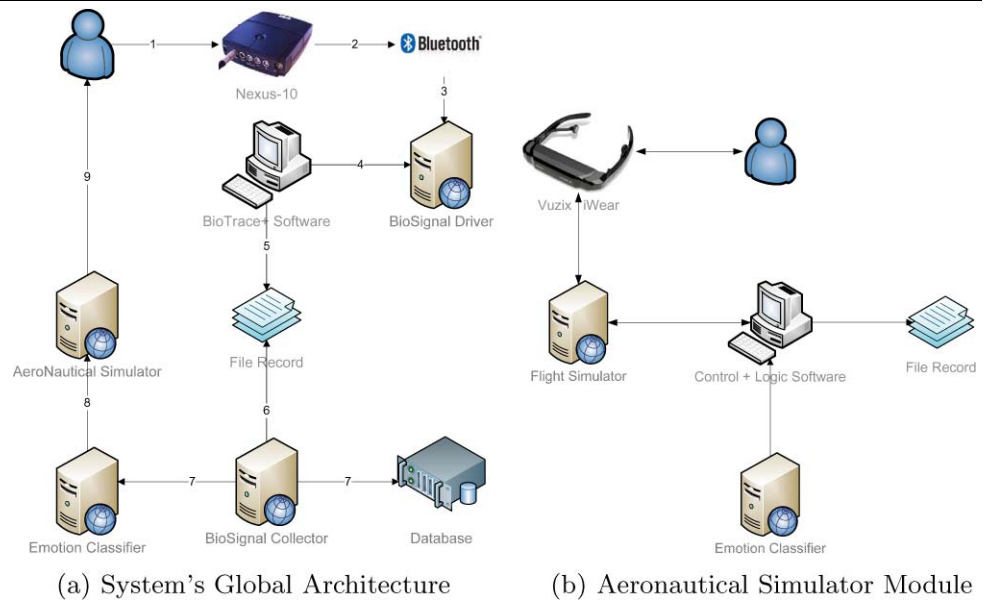 1
2
Bluetooth®
Nexus-10
3
9
4
BioTrace+ Software
BioSignal Driver
5
AeroNautical Simulator
File Record
8
6
7
7
Emotion Classifier
BioSignal Collector
Database
(a) System's Global Architecture
Vuzix iWear
Flight Simulator
Control + Logic Software
File Record
Emotion Classifier
(b) Aeronautical Simulator Module